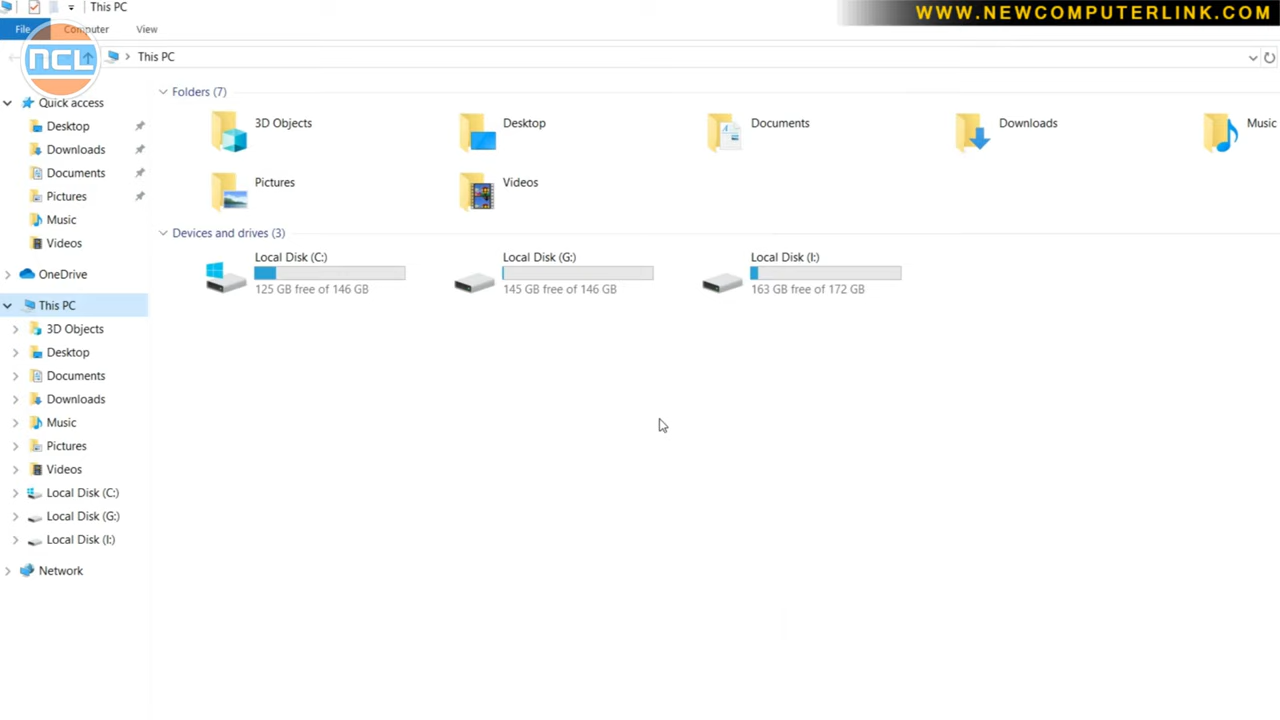 This PC
WWW.NEWCOMPUTERLINK.COM
File
Computer
View
NCL
This PC
Quick access
Desktop
Downloads
Documents
Pictures
Music
Videos
OneDrive
This PC
3D Objects
Desktop
Documents
Downloads
Music
Pictures
Videos
Local Disk (C:)
Local Disk (G:)
Local Disk (I:)
Network
Folders (7)
3D Objects
Desktop
Documents
Downloads
Music
Pictures
Videos
Devices and drives (3)
Local Disk (C:)
125 GB free of 146 GB
Local Disk (G:)
145 GB free of 146 GB
Local Disk (I:)
163 GB free of 172 GB